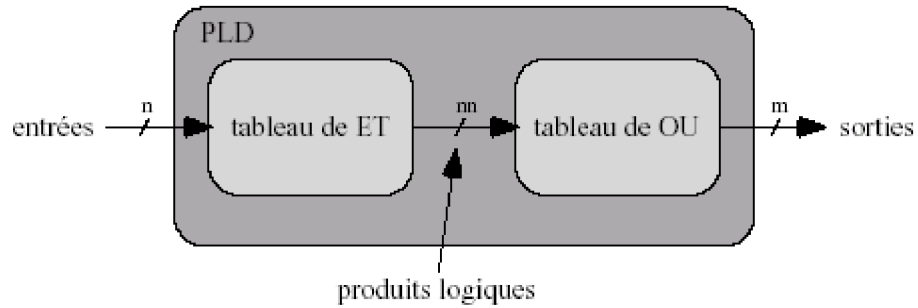 PLD
n
nn
m
entrées
tableau de ET
tableau de OU
sorties
produits logiques